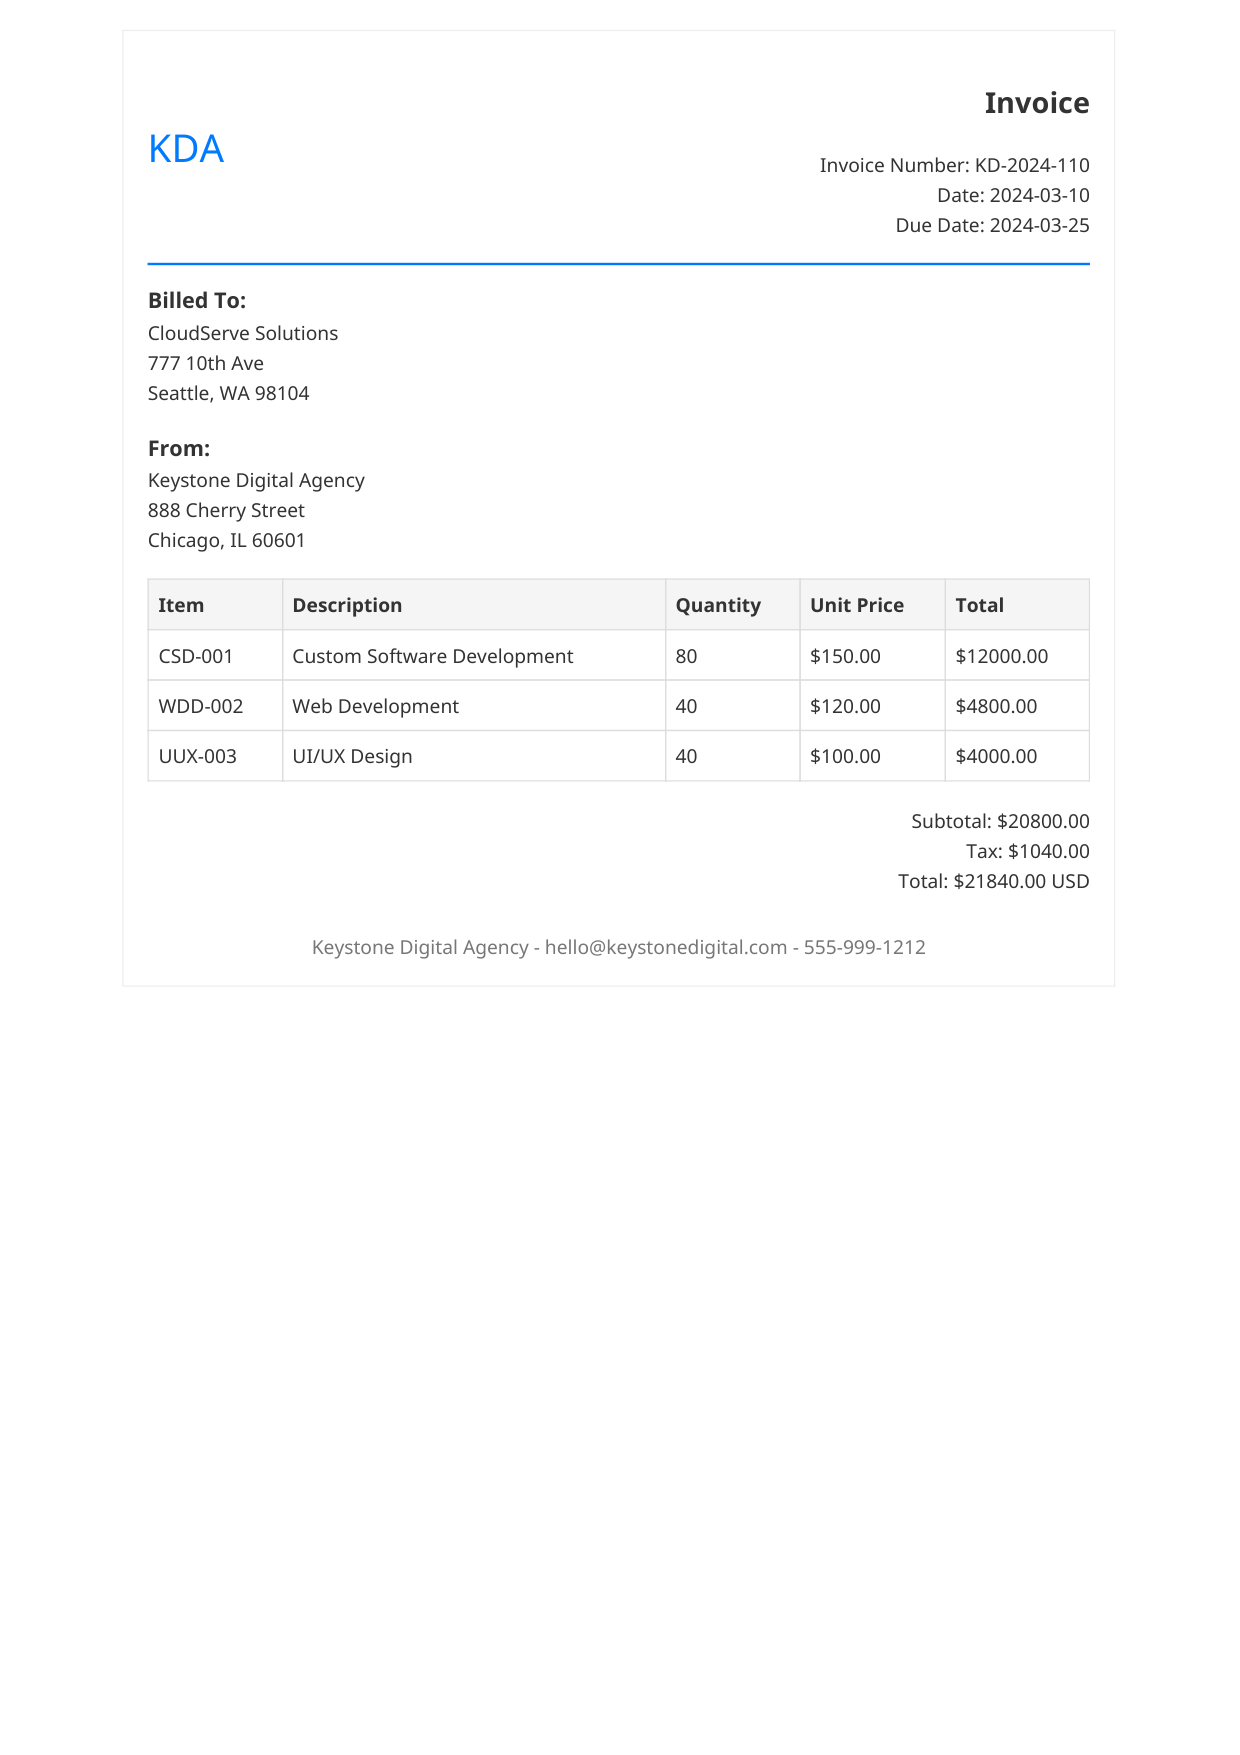 Invoice
KDA
Invoice Number: KD-2024-110
Date: 2024-03-10
Due Date: 2024-03-25
Billed To:
CloudServe Solutions
777 10th Ave
Seattle, WA 98104
From:
Keystone Digital Agency
888 Cherry Street
Chicago, IL 60601
Item Description Quantity Unit Price Total
CSD-001 Custom Software Development 80 $150.00 $12000.00
WDD-002 Web Development 40 $120.00 $4800.00
UUX-003 UI/UX Design 40 $100.00 $4000.00
Subtotal: $20800.00
Tax: $1040.00
Total: $21840.00 USD
Keystone Digital Agency - hello@keystonedigital.com - 555-999-1212